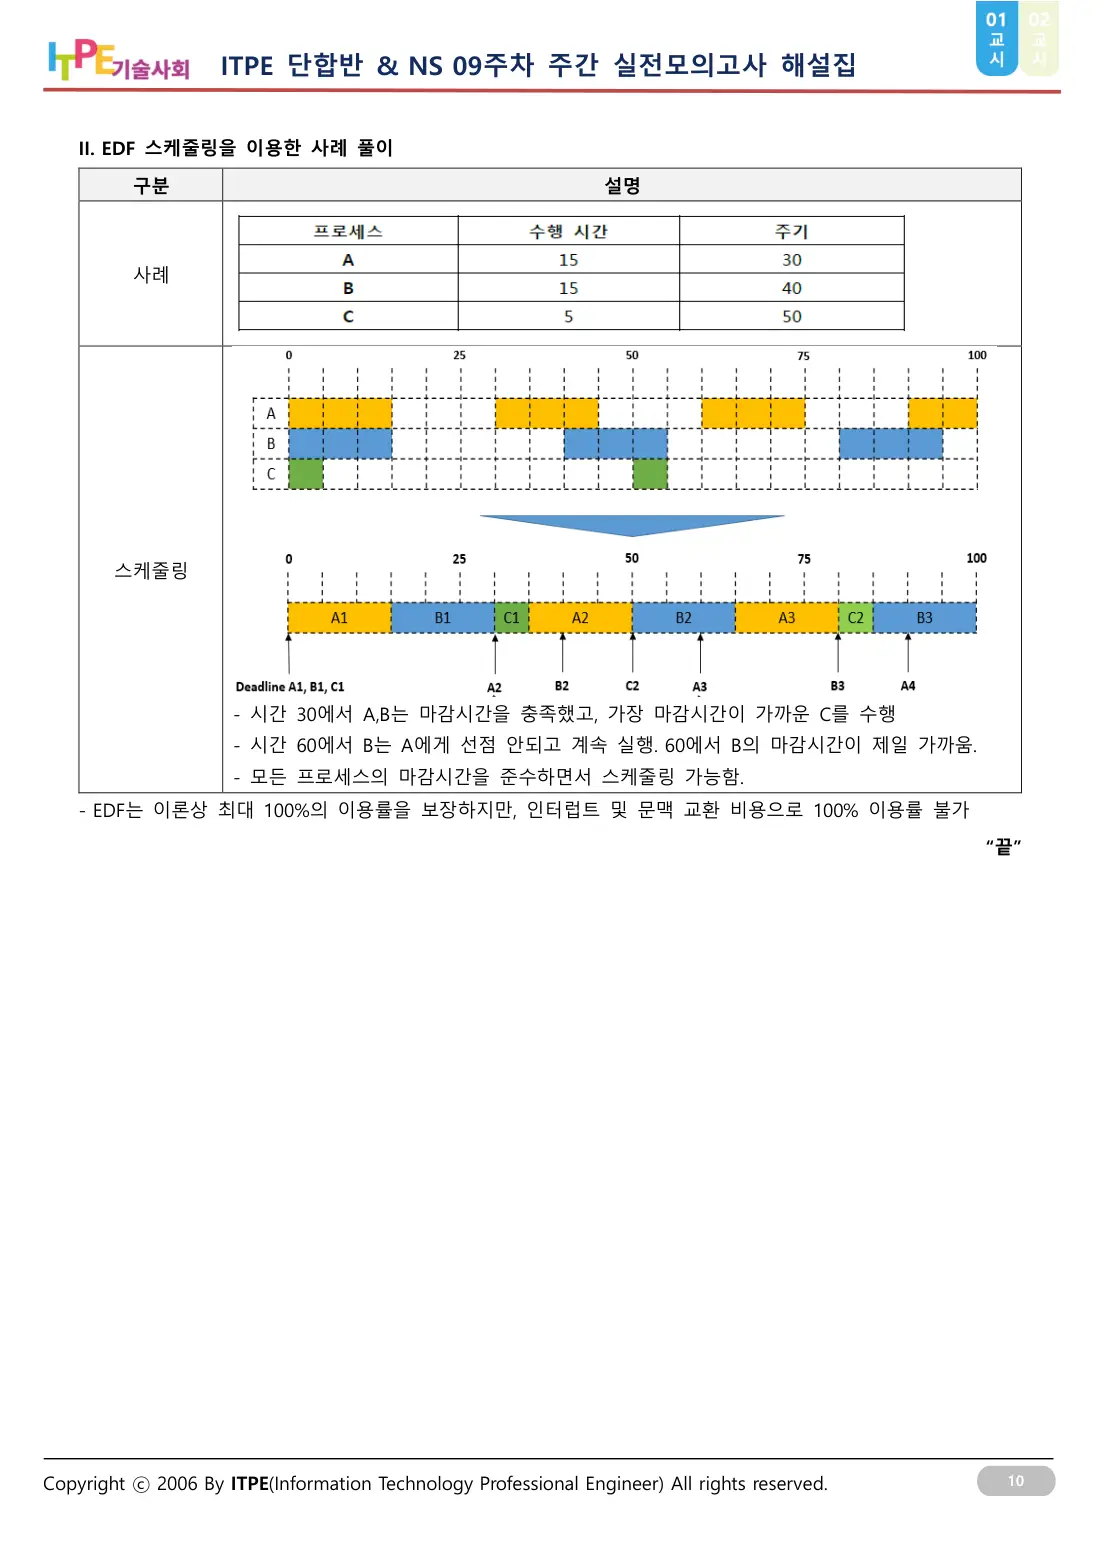 01 02
교 교
시 시
ITPE기술사회 ITPE 단합반 & NS 09주차 주간 실전모의고사 해설집
II. EDF 스케줄링을 이용한 사례 풀이
구분 설명
사례
프로세스 수행 시간 주기
A 15 30
B 15 40
C 5 50
스케줄링
0 25 50 75 100
A
B
C
0 25 50 75 100
A1 B1 C1 A2 B2 A3 C2 B3
Deadline A1, B1, C1 A2 B2 C2 A3 B3 A4
- 시간 30에서 A,B는 마감시간을 충족했고, 가장 마감시간이 가까운 C를 수행
- 시간 60에서 B는 A에게 선점 안되고 계속 실행. 60에서 B의 마감시간이 제일 가까움.
- 모든 프로세스의 마감시간을 준수하면서 스케줄링 가능함.
- EDF는 이론상 최대 100%의 이용률을 보장하지만, 인터럽트 및 문맥 교환 비용으로 100% 이용률 불가
“끝”
Copyright ⓒ 2006 By ITPE(Information Technology Professional Engineer) All rights reserved. 10